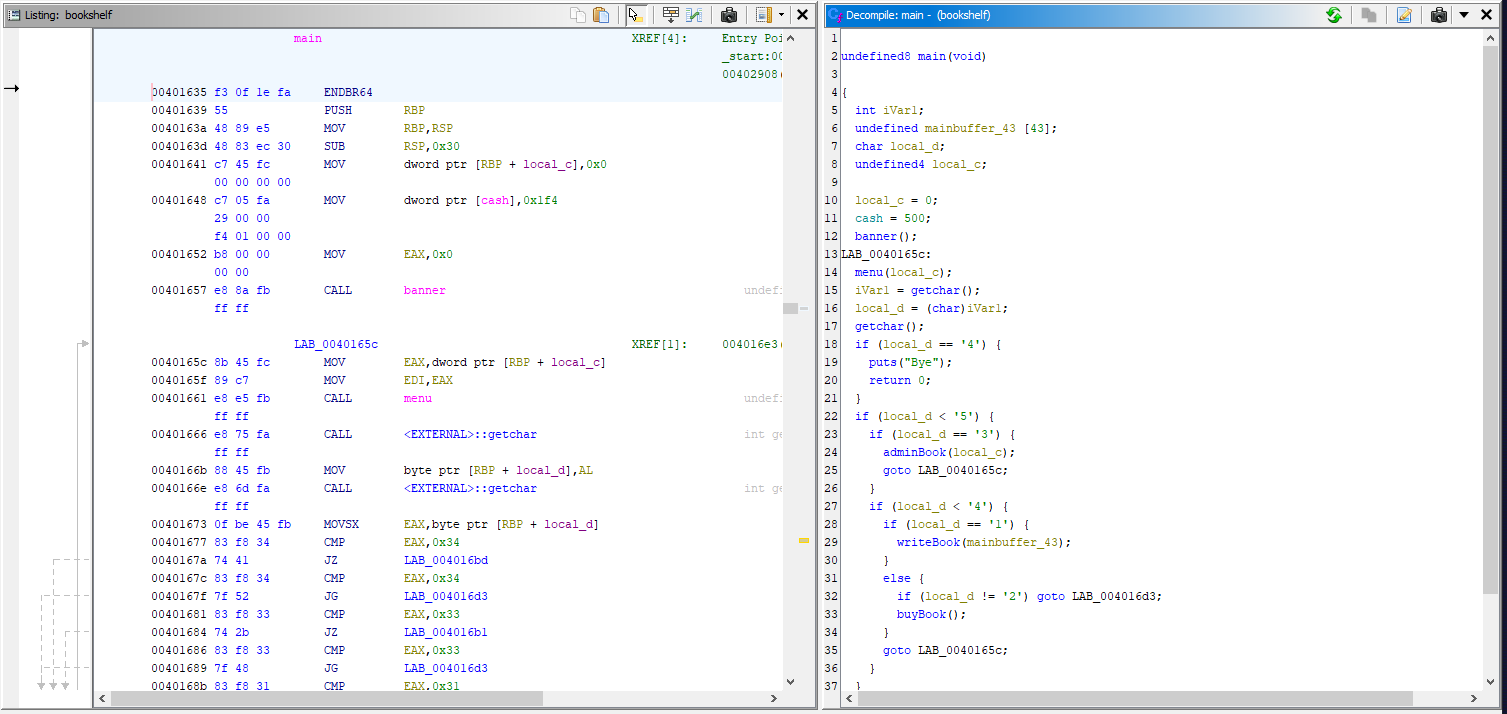 Listing: bookshelf
main XREF[4]: Entry Poi
_start:00
00402908(
00401635 f3 0f 1e fa ENDBR64
00401639 55 PUSH RBP
0040163a 48 89 e5 MOV RBP,RSP
0040163d 48 83 ec 30 SUB RSP,0x30
00401641 c7 45 fc MOV dword ptr [RBP + local_c],0x0
00 00 00 00
00401648 c7 05 fa MOV dword ptr [cash],0x1f4
29 00 00
f4 01 00 00
00401652 b8 00 00 MOV EAX,0x0
00 00
00401657 e8 8a fb CALL banner undefi
ff ff
LAB_0040165c XREF[1]: 004016e3(
0040165c 8b 45 fc MOV EAX,dword ptr [RBP + local_c]
0040165f 89 c7 MOV EDI,EAX
00401661 e8 e5 fb CALL menu undefi
ff ff
00401666 e8 75 fa CALL <EXTERNAL>::getchar int ge
ff ff
0040166b 88 45 fb MOV byte ptr [RBP + local_d],AL
0040166e e8 6d fa CALL <EXTERNAL>::getchar int ge
ff ff
00401673 0f be 45 fb MOVSX EAX,byte ptr [RBP + local_d]
00401677 83 f8 34 CMP EAX,0x34
0040167a 74 41 JZ LAB_004016bd
0040167c 83 f8 34 CMP EAX,0x34
0040167f 7f 52 JG LAB_004016d3
00401681 83 f8 33 CMP EAX,0x33
00401684 74 2b JZ LAB_004016b1
00401686 83 f8 33 CMP EAX,0x33
00401689 7f 48 JG LAB_004016d3
0040168b 83 f8 31 CMP EAX,0x31
Decompile: main - (bookshelf)
1
2 undefined8 main(void)
3
4 {
5 int iVar1;
6 undefined mainbuffer_43 [43];
7 char local_d;
8 undefined4 local_c;
9
10 local_c = 0;
11 cash = 500;
12 banner();
13 LAB_0040165c:
14 menu(local_c);
15 iVar1 = getchar();
16 local_d = (char)iVar1;
17 getchar();
18 if (local_d == '4') {
19 puts("Bye");
20 return 0;
21 }
22 if (local_d < '5') {
23 if (local_d == '3') {
24 adminBook(local_c);
25 goto LAB_0040165c;
26 }
27 if (local_d < '4') {
28 if (local_d == '1') {
29 writeBook(mainbuffer_43);
30 }
31 else {
32 if (local_d != '2') goto LAB_004016d3;
33 buyBook();
34 }
35 goto LAB_0040165c;
36 }
37 }